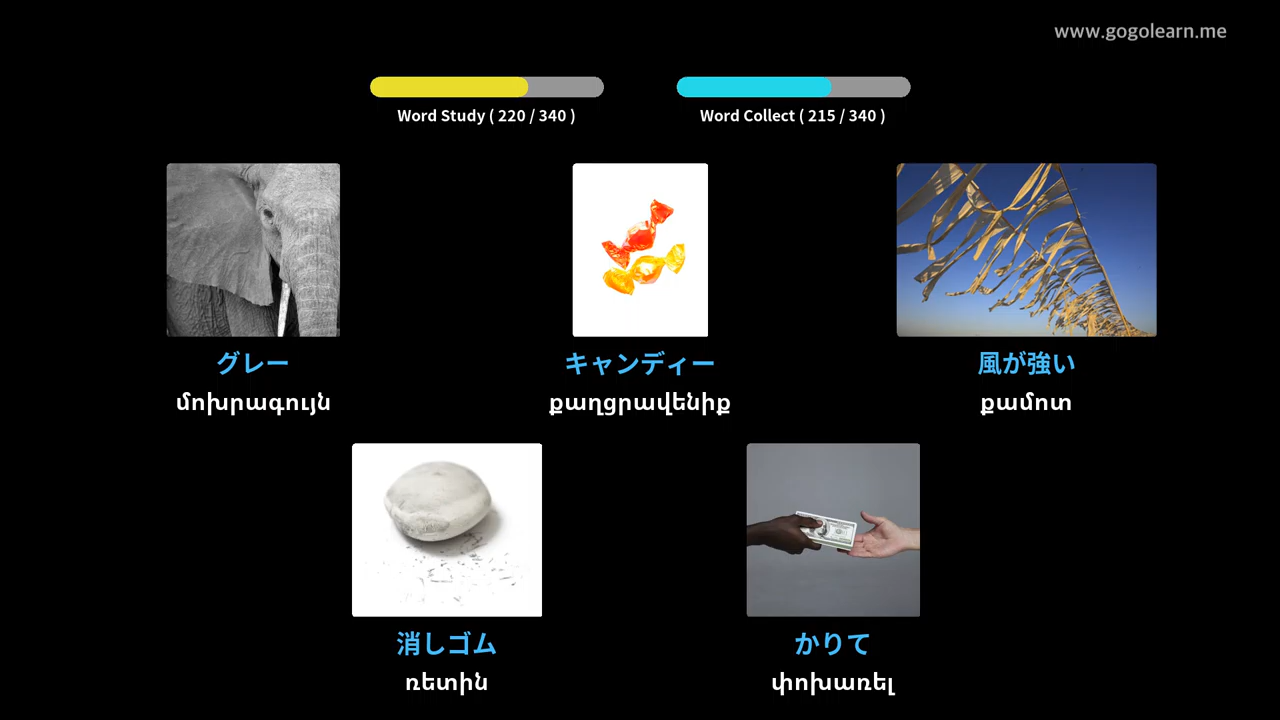 www.gogolearn.me
Word Study ( 220 / 340 )
Word Collect ( 215 / 340 )
グレー
մոխրագույն
キャンディー
քաղցրավենիք
風が強い
քամոտ
消しゴム
ռետին
かりて
փոխառել